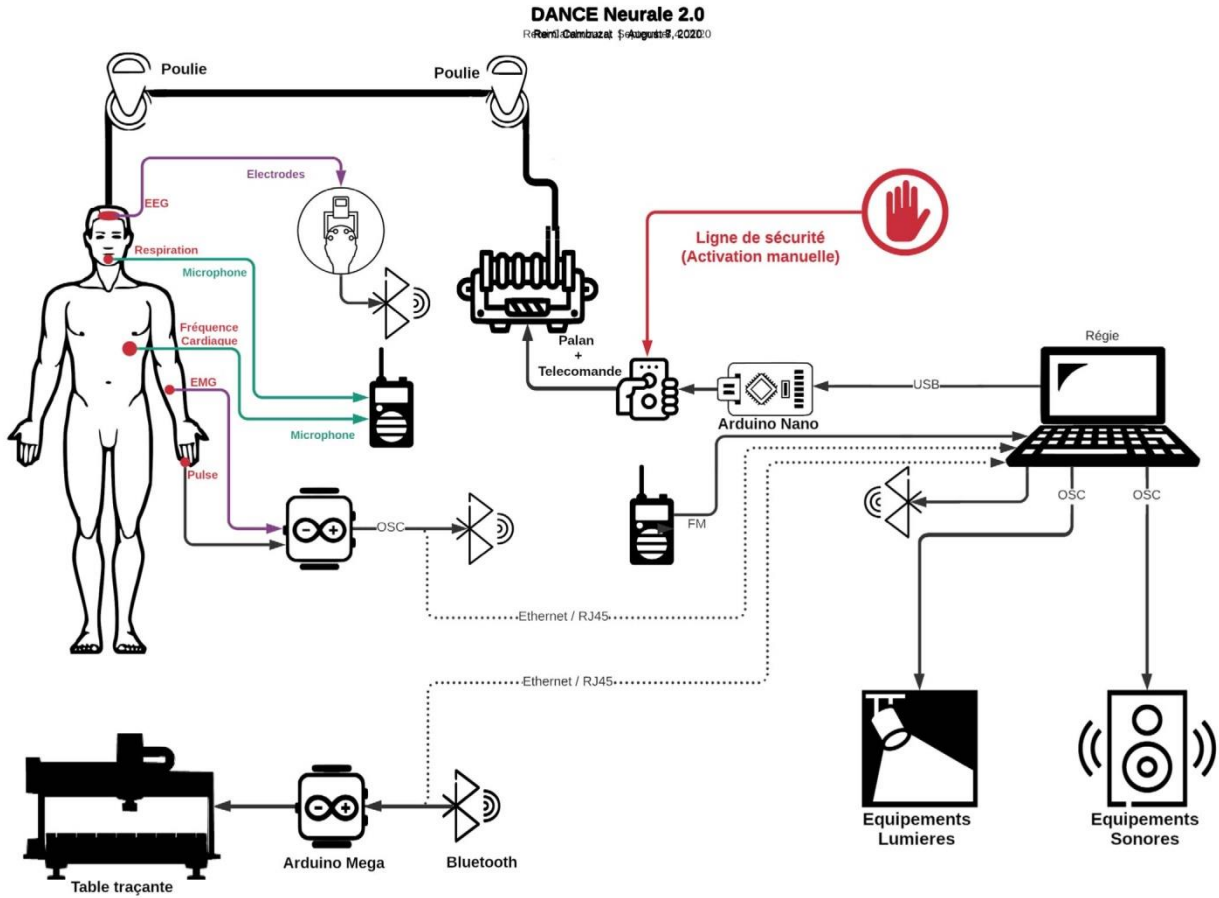 DANCE Neurale 2.0
Poulie
Poulie
Electrodes
EEG
Respiration
Microphone
Ligne de sécurité
(Activation manuelle)
Fréquence
Cardiaque
Palan
+
Telecomande
Régie
EMG
USB
Arduino Nano
Microphone
Pulse
OSC
FM
OSC
OSC
Ethernet / RJ45
Ethernet / RJ45
Equipements
Lumieres
Equipements
Sonores
Arduino Mega
Bluetooth
Table traçante